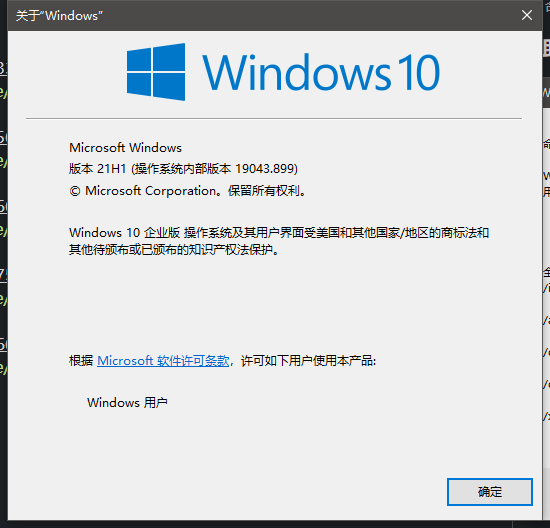 关于“Windows”
Windows 10
Microsoft Windows
版本 21H1 (操作系统内部版本 19043.899)
© Microsoft Corporation。保留所有权利。
Windows 10 企业版 操作系统及其用户界面受美国和其他国家/地区的商标法和
其他待颁布或已颁布的知识产权法保护。
根据 Microsoft 软件许可条款，许可如下用户使用本产品:
Windows 用户
确定